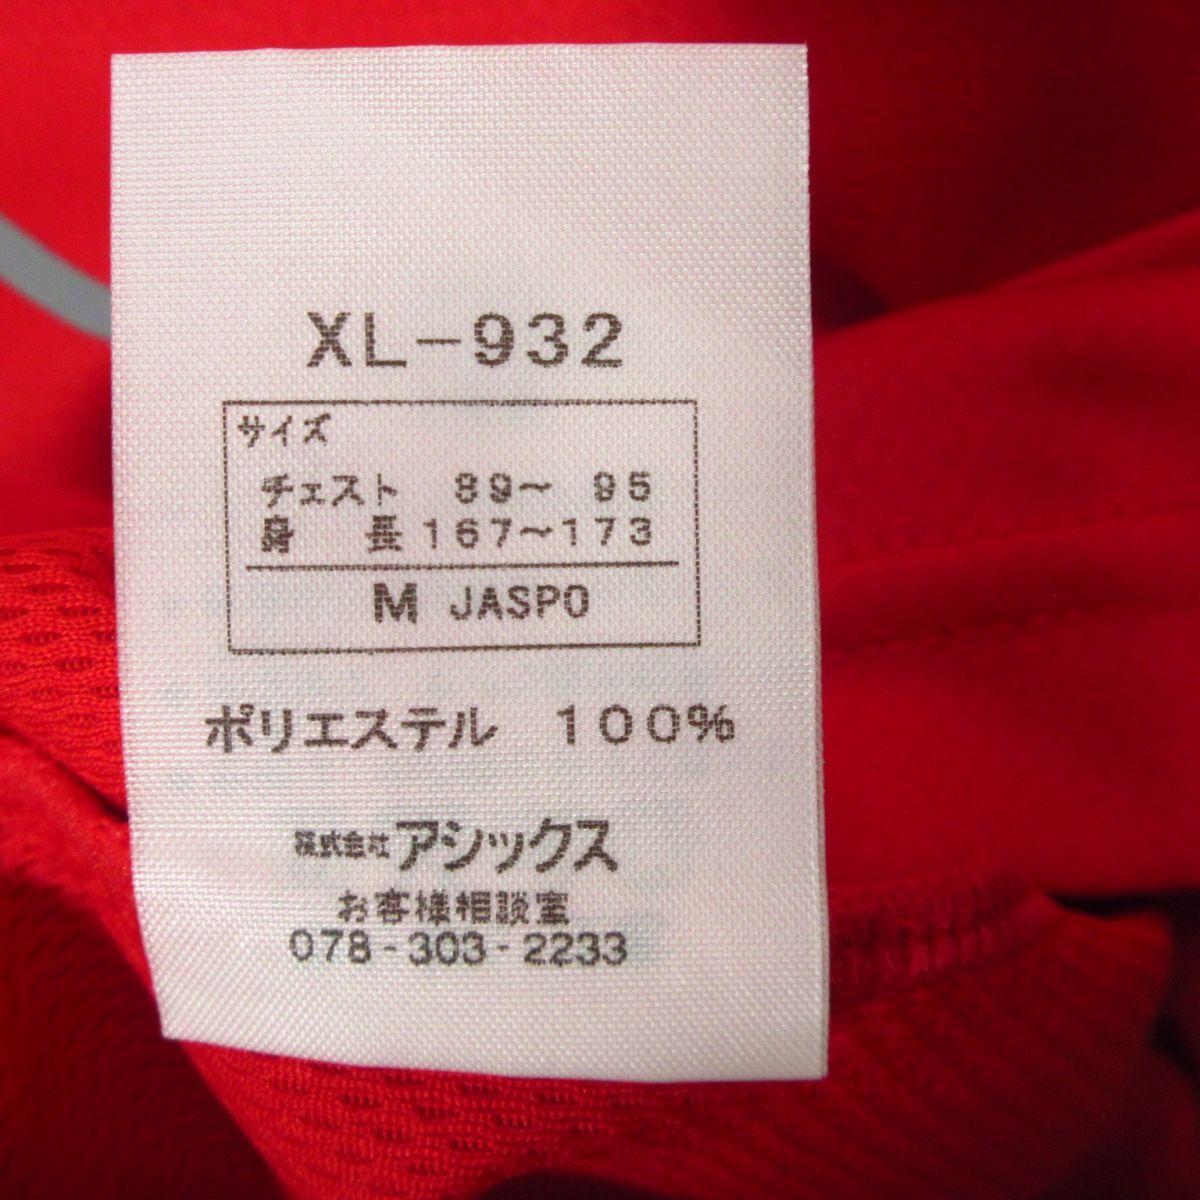 XL-932
サイズ
チェスト 89～ 95
身 長 167～173
M JASPO
ポリエステル 100%
株式会社アシックス
お客様相談室
078-303-2233